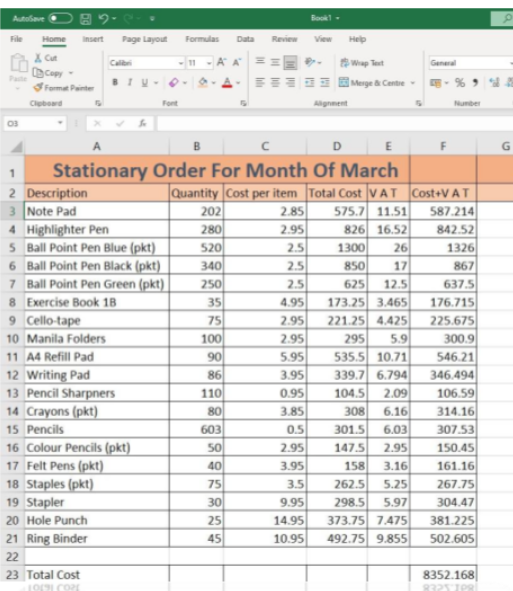 AutoSave Book1
File Home Insert Page Layout Formulas Data Review View Help
Cut
Copy
Format Painter
Paste
Calibri 11 A A
B I U A
Wrap Text
Merge & Centre
General
% 9
Clipboard Font Alignment Number
O3 fx
A B C D E F G
1 Stationary Order For Month Of March
2 Description Quantity Cost per item Total Cost V A T Cost+V A T
3 Note Pad 202 2.85 575.7 11.51 587.214
4 Highlighter Pen 280 2.95 826 16.52 842.52
5 Ball Point Pen Blue (pkt) 520 2.5 1300 26 1326
6 Ball Point Pen Black (pkt) 340 2.5 850 17 867
7 Ball Point Pen Green (pkt) 250 2.5 625 12.5 637.5
8 Exercise Book 1B 35 4.95 173.25 3.465 176.715
9 Cello-tape 75 2.95 221.25 4.425 225.675
10 Manila Folders 100 2.95 295 5.9 300.9
11 A4 Refill Pad 90 5.95 535.5 10.71 546.21
12 Writing Pad 86 3.95 339.7 6.794 346.494
13 Pencil Sharpners 110 0.95 104.5 2.09 106.59
14 Crayons (pkt) 80 3.85 308 6.16 314.16
15 Pencils 603 0.5 301.5 6.03 307.53
16 Colour Pencils (pkt) 50 2.95 147.5 2.95 150.45
17 Felt Pens (pkt) 40 3.95 158 3.16 161.16
18 Staples (pkt) 75 3.5 262.5 5.25 267.75
19 Stapler 30 9.95 298.5 5.97 304.47
20 Hole Punch 25 14.95 373.75 7.475 381.225
21 Ring Binder 45 10.95 492.75 9.855 502.605
22
23 Total Cost 8352.168